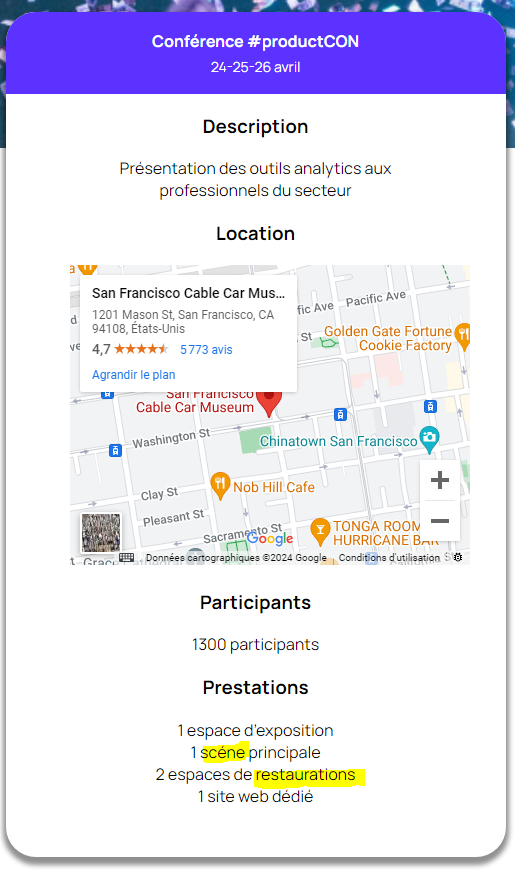 Conférence #productCON
24-25-26 avril
Description
Présentation des outils analytics aux
professionnels du secteur
Location
San Francisco Cable Car Mus...
1201 Mason St, San Francisco, CA
94108, États-Unis
4,7
5 773 avis
Agrandir le plan
Pacific Ave
Pacific Ave
Golden Gate Fortune
Cookie Factory
San Francisco
Cable Car Museum
Washington St
Chinatown San Francisco
Clay St
Nob Hill Cafe
Pleasant St
Sacramento St
TONGA ROOM
HURRICANE BAR
Google
Données cartographiques ©2024 Google
Conditions d'utilisation
Participants
1300 participants
Prestations
1 espace d'exposition
1 scéne principale
2 espaces de restaurations
1 site web dédié